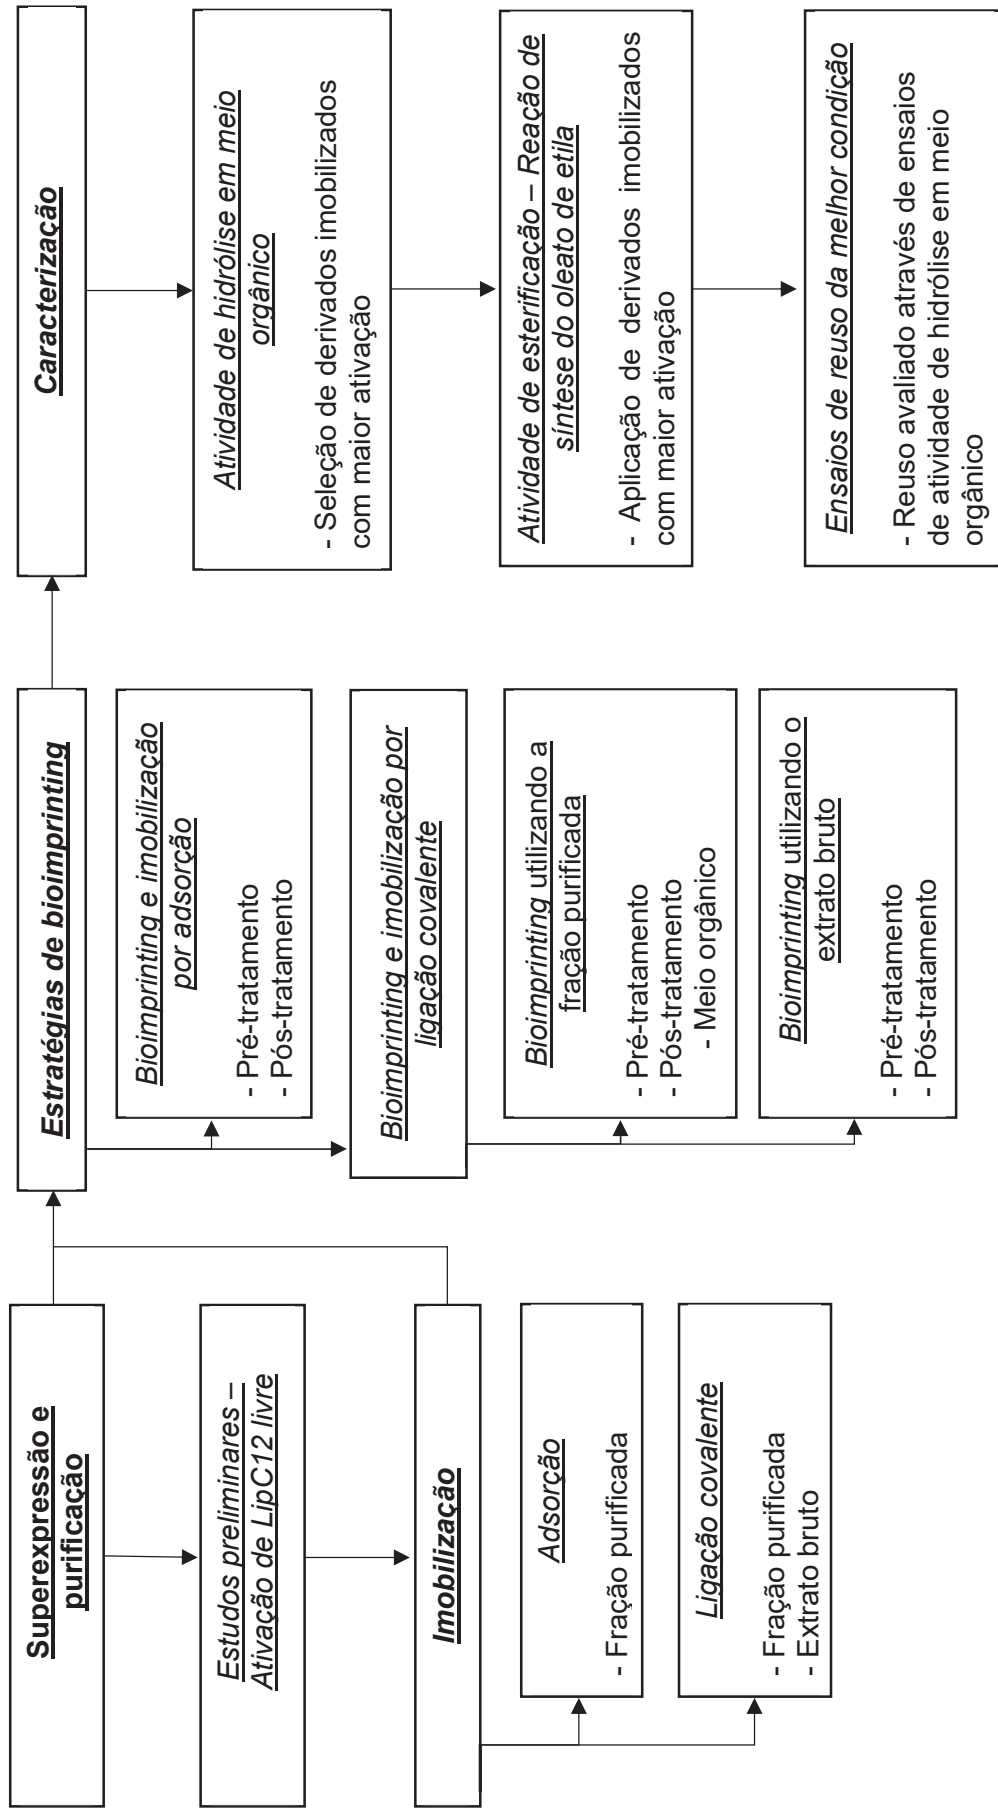 Superexpressão e
purificação
Estudos preliminares –
Ativação de LipC12 livre
Imobilização
Adsorção
- Fração purificada
Ligação covalente
- Fração purificada
- Extrato bruto
Estratégias de bioimprinting
Bioimprinting e imobilização
por adsorção
- Pré-tratamento
- Pós-tratamento
Bioimprinting e imobilização por
ligação covalente
Bioimprinting utilizando a
fração purificada
- Pré-tratamento
- Pós-tratamento
- Meio orgânico
Bioimprinting utilizando o
extrato bruto
- Pré-tratamento
- Pós-tratamento
Caracterização
Atividade de hidrólise em meio
orgânico
- Seleção de derivados imobilizados
com maior ativação
Atividade de esterificação – Reação de
síntese do oleato de etila
- Aplicação de derivados imobilizados
com maior ativação
Ensaios de reuso da melhor condição
- Reuso avaliado através de ensaios
de atividade de hidrólise em meio
orgânico